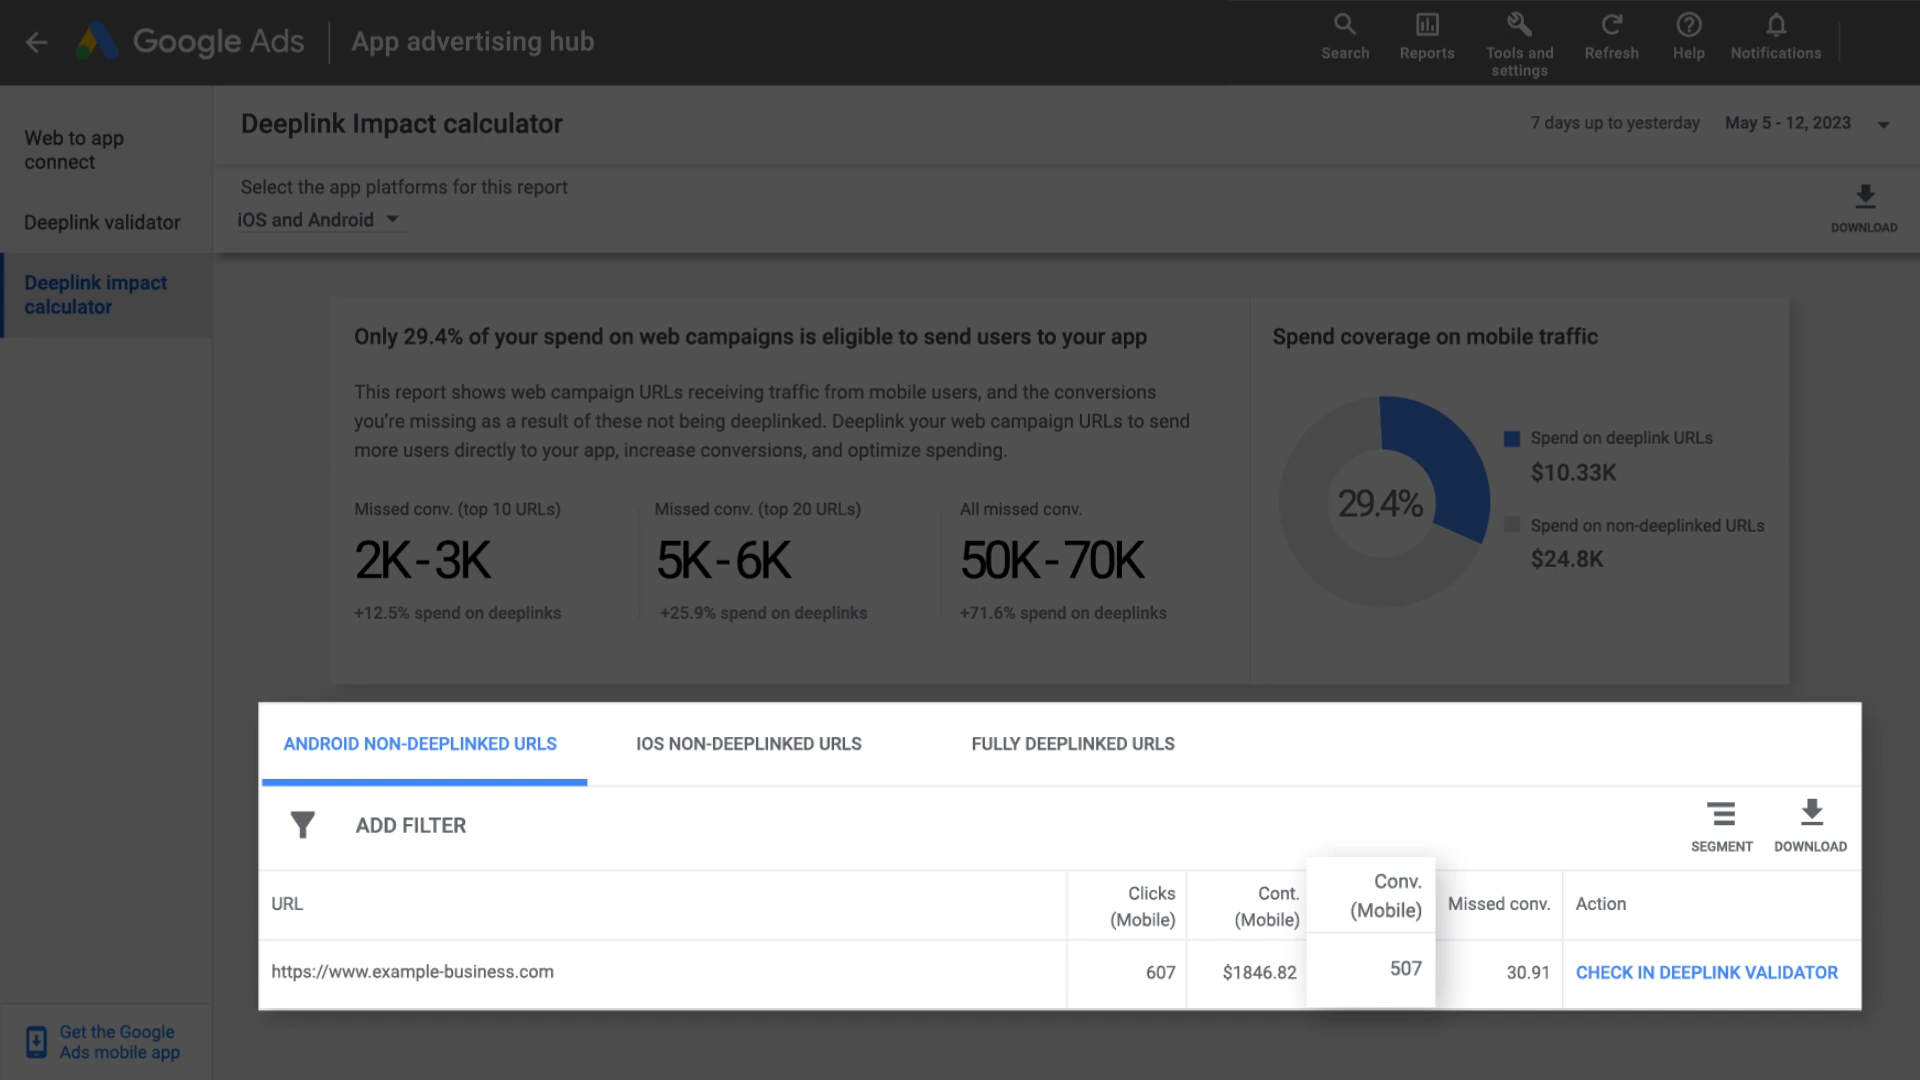 Google Ads
App advertising hub
Search
Reports
Tools and
settings
Refresh
Help
Notifications
Web to app
connect
Deeplink validator
Deeplink impact
calculator
Get the Google
Ads mobile app
Deeplink Impact calculator
7 days up to yesterday
May 5 - 12, 2023
Select the app platforms for this report
iOS and Android
DOWNLOAD
Only 29.4% of your spend on web campaigns is eligible to send users to your app
This report shows web campaign URLs receiving traffic from mobile users, and the conversions
you’re missing as a result of these not being deeplinked. Deeplink your web campaign URLs to send
more users directly to your app, increase conversions, and optimize spending.
Missed conv. (top 10 URLs)
2K - 3K
+12.5% spend on deeplinks
Missed conv. (top 20 URLs)
5K - 6K
+25.9% spend on deeplinks
All missed conv.
50K - 70K
+71.6% spend on deeplinks
Spend coverage on mobile traffic
29.4%
Spend on deeplink URLs
$10.33K
Spend on non-deeplinked URLs
$24.8K
ANDROID NON-DEEPLINKED URLS
IOS NON-DEEPLINKED URLS
FULLY DEEPLINKED URLS
ADD FILTER
SEGMENT
DOWNLOAD
URL
Clicks
(Mobile)
Cont.
(Mobile)
Conv.
(Mobile)
Missed conv.
Action
https://www.example-business.com
607
$1846.82
507
30.91
CHECK IN DEEPLINK VALIDATOR